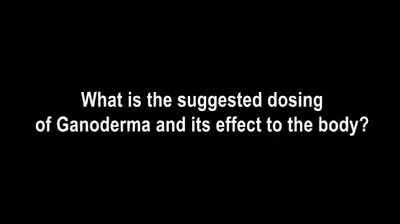 What is the suggested dosing
of Ganoderma and its effect to the body?